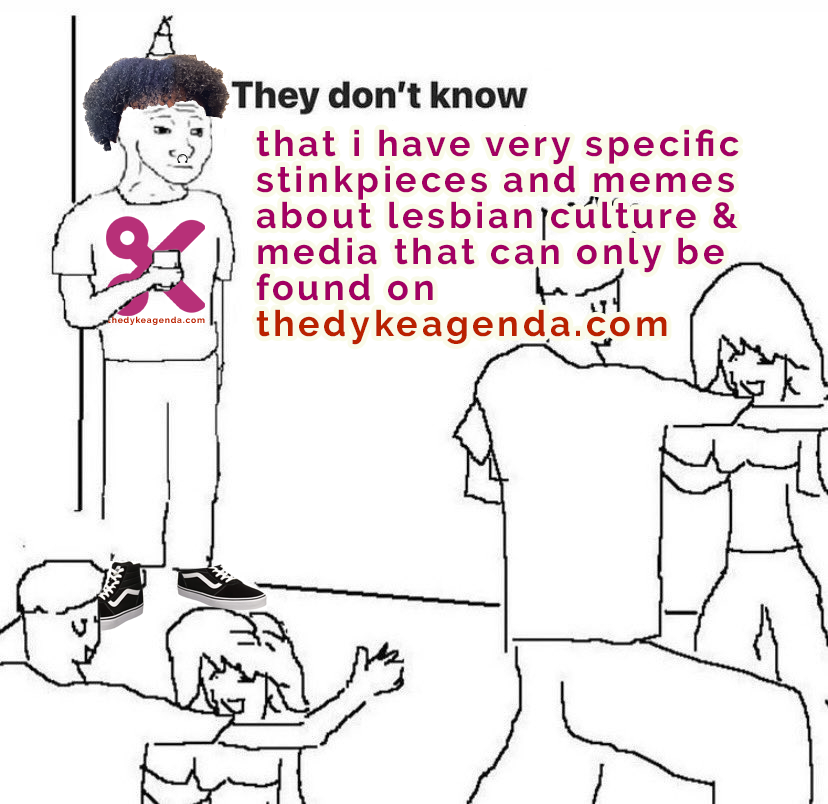 They don’t know
that i have very specific
stinkpieces and memes
about lesbian culture &
media that can only be
found on
thedykeagenda.com
thedykeagenda.com